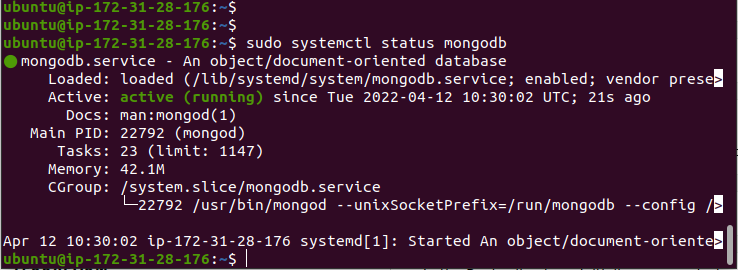 ubuntu@ip-172-31-28-176:~$
ubuntu@ip-172-31-28-176:~$
ubuntu@ip-172-31-28-176:~$ sudo systemctl status mongodb
● mongodb.service - An object/document-oriented database
Loaded: loaded (/lib/systemd/system/mongodb.service; enabled; vendor prese>
Active: active (running) since Tue 2022-04-12 10:30:02 UTC; 21s ago
Docs: man:mongod(1)
Main PID: 22792 (mongod)
Tasks: 23 (limit: 1147)
Memory: 42.1M
CGroup: /system.slice/mongodb.service
└─22792 /usr/bin/mongod --unixSocketPrefix=/run/mongodb --config />
Apr 12 10:30:02 ip-172-31-28-176 systemd[1]: Started An object/document-oriente>
ubuntu@ip-172-31-28-176:~$